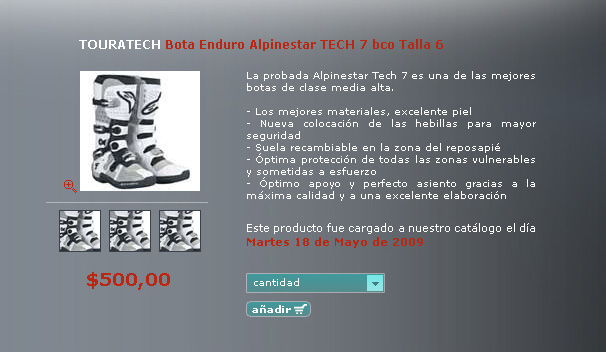 TOURATECH Bota Enduro Alpinestar TECH 7 bco Talla 6
La probada Alpinestar Tech 7 es una de las mejores
botas de clase media alta.
- Los mejores materiales, excelente piel
- Nueva colocación de las hebillas para mayor
seguridad
- Suela recambiable en la zona del reposapié
- Óptima protección de todas las zonas vulnerables
y sometidas a esfuerzo
- Óptimo apoyo y perfecto asiento gracias a la
máxima calidad y a una excelente elaboración
Este producto fue cargado a nuestro catálogo el día
Martes 18 de Mayo de 2009
$500,00
cantidad
añadir